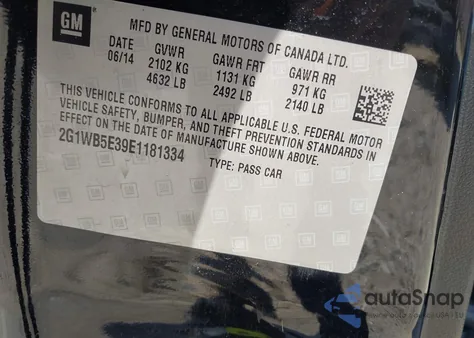 GM
MFD BY GENERAL MOTORS OF CANADA LTD.
DATE GVWR GAWR FRT GAWR RR
06/14 2102 KG 1131 KG 971 KG
4632 LB 2492 LB 2140 LB
THIS VEHICLE CONFORMS TO ALL APPLICABLE U.S. FEDERAL MOTOR
VEHICLE SAFETY, BUMPER, AND THEFT PREVENTION STANDARDS IN
EFFECT ON THE DATE OF MANUFACTURE SHOWN ABOVE.
2G1WB5E39E1181334
TYPE: PASS CAR
autoSnap